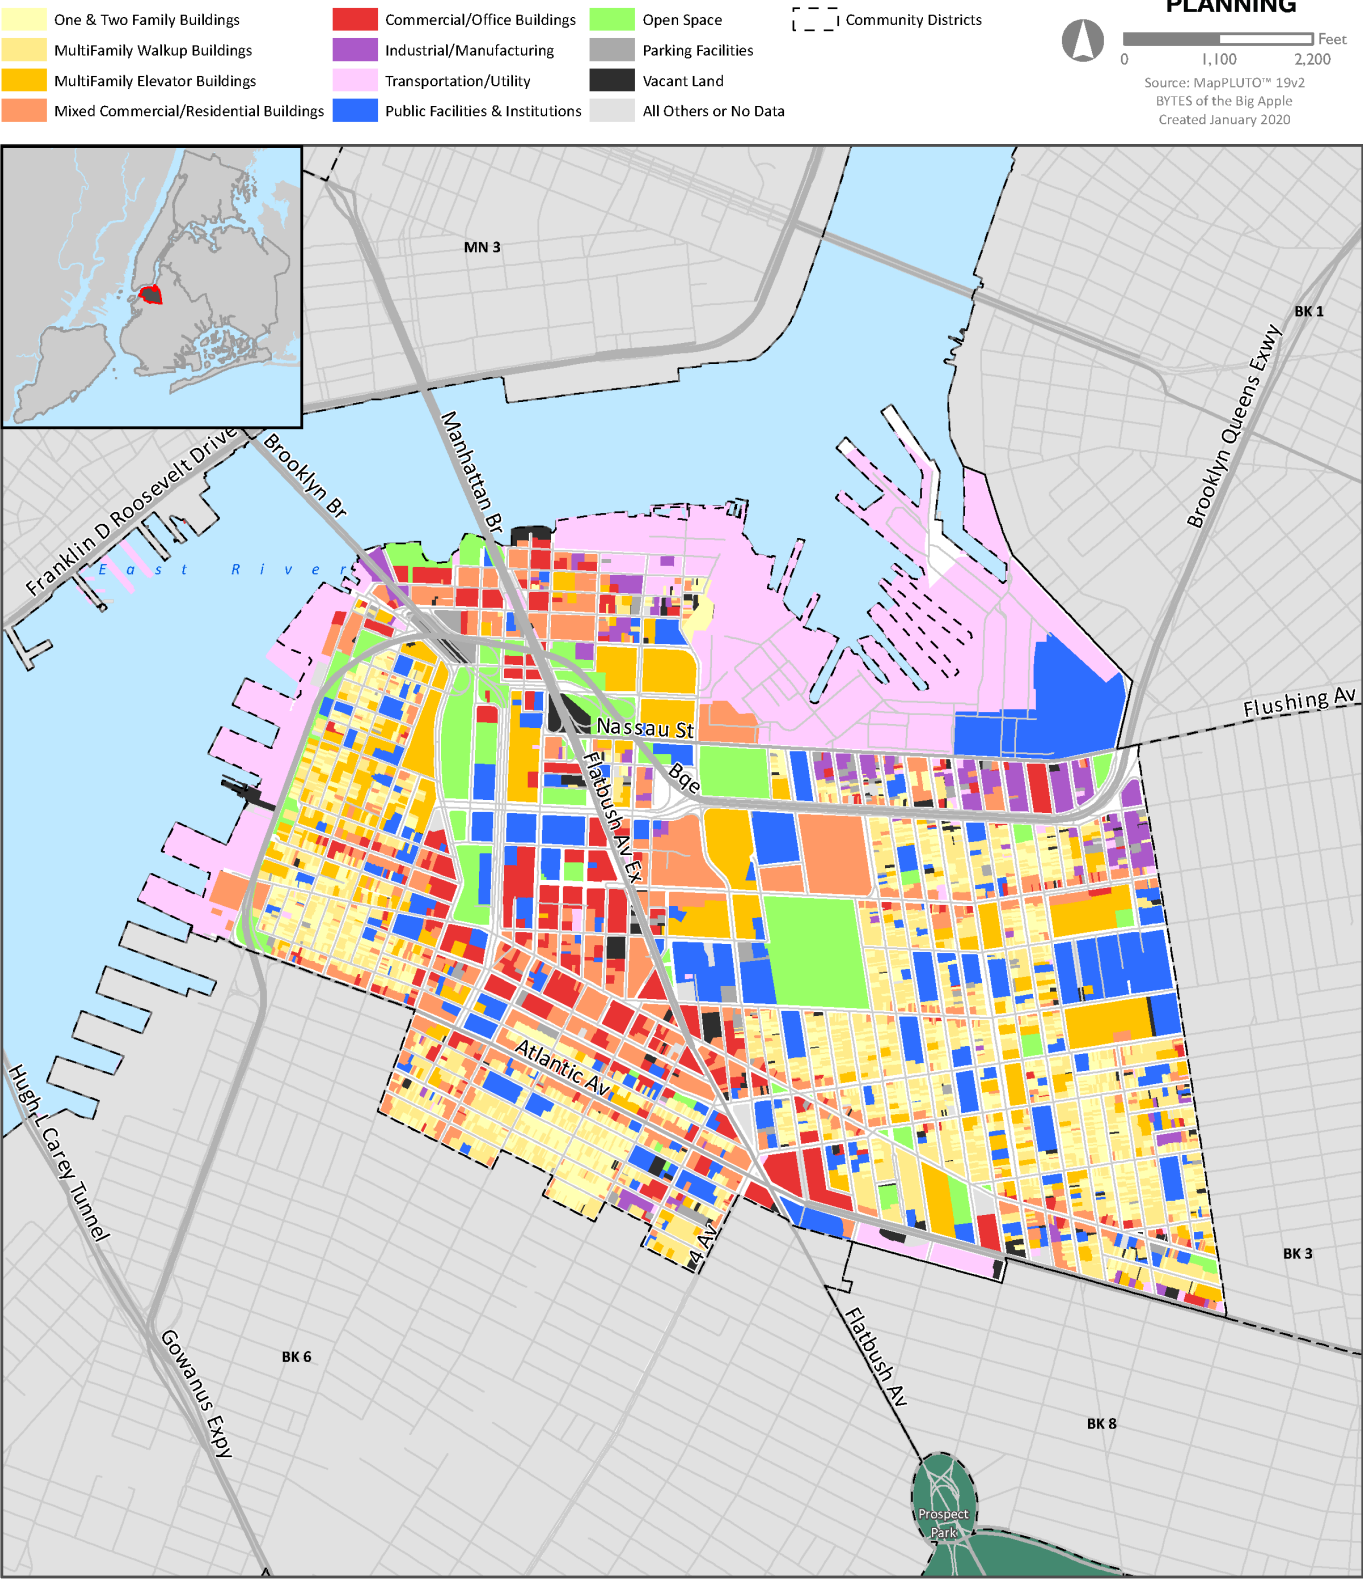 PLANNING
One & Two Family Buildings
MultiFamily Walkup Buildings
MultiFamily Elevator Buildings
Mixed Commercial/Residential Buildings
Commercial/Office Buildings
Industrial/Manufacturing
Transportation/Utility
Public Facilities & Institutions
Open Space
Parking Facilities
Vacant Land
All Others or No Data
Community Districts
Feet
0 1,100 2,200
Source: MapPLUTO™ 19v2
BYTES of the Big Apple
Created January 2020
MN 3
BK 1
Brooklyn Queens Exwy
Manhattan Br
Brooklyn Br
Franklin D Roosevelt Drive
East River
Flushing Av
Nassau St
Bqe
Flatbush Av Ex
Atlantic Av
Hugh L Carey Tunnel
4 Av
BK 3
Flatbush Av
Gowanus Expy
BK 6
BK 8
Prospect
Park